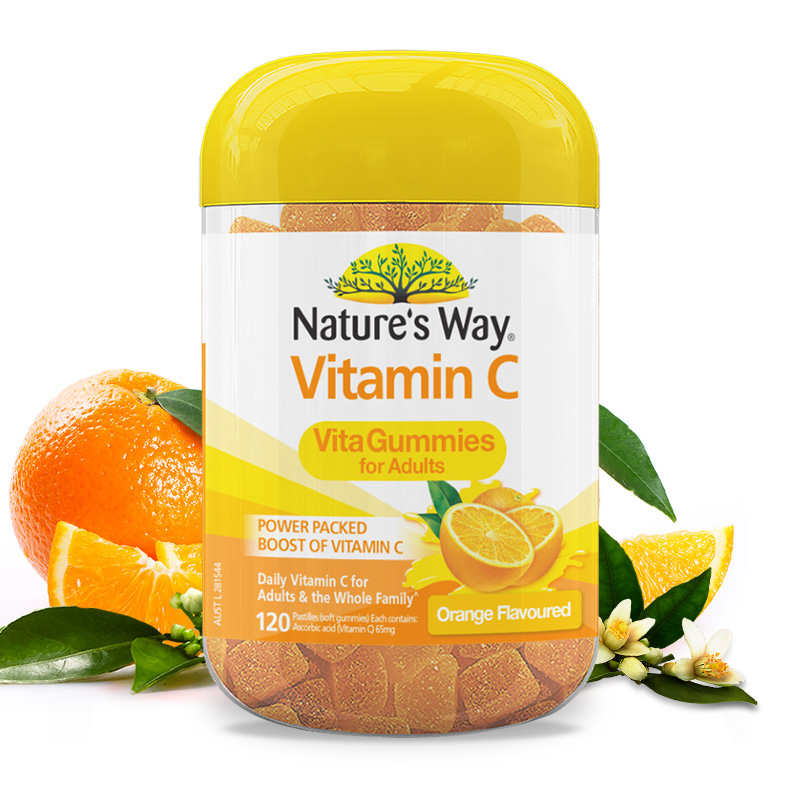 Nature's Way®
Vitamin C
VitaGummies
for Adults
POWER PACKED
BOOST OF VITAMIN C
Daily Vitamin C for
Adults & the Whole Family^
120 Pastilles (soft gummies) Each contains:
Ascorbic acid (Vitamin C) 65mg
Orange Flavoured
AUST L 281544